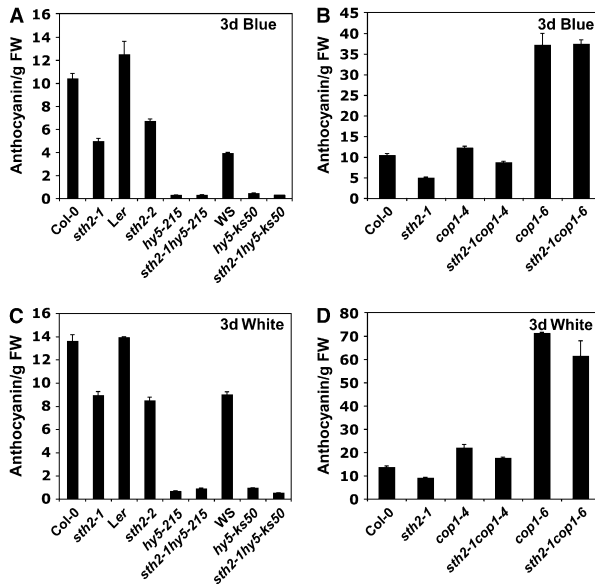 A
3d Blue
Anthocyanin/g FW
16
14
12
10
8
6
4
2
0
Col-0
sth2-1
Ler
sth2-2
hy5-215
sth2-1hy5-215
WS
hy5-ks50
sth2-1hy5-ks50
B
3d Blue
Anthocyanin/g FW
45
40
35
30
25
20
15
10
5
0
Col-0
sth2-1
cop1-4
sth2-1cop1-4
cop1-6
sth2-1cop1-6
C
3d White
Anthocyanin/g FW
16
14
12
10
8
6
4
2
0
Col-0
sth2-1
Ler
sth2-2
hy5-215
sth2-1hy5-215
WS
hy5-ks50
sth2-1hy5-ks50
D
3d White
Anthocyanin/g FW
80
70
60
50
40
30
20
10
0
Col-0
sth2-1
cop1-4
sth2-1cop1-4
cop1-6
sth2-1cop1-6